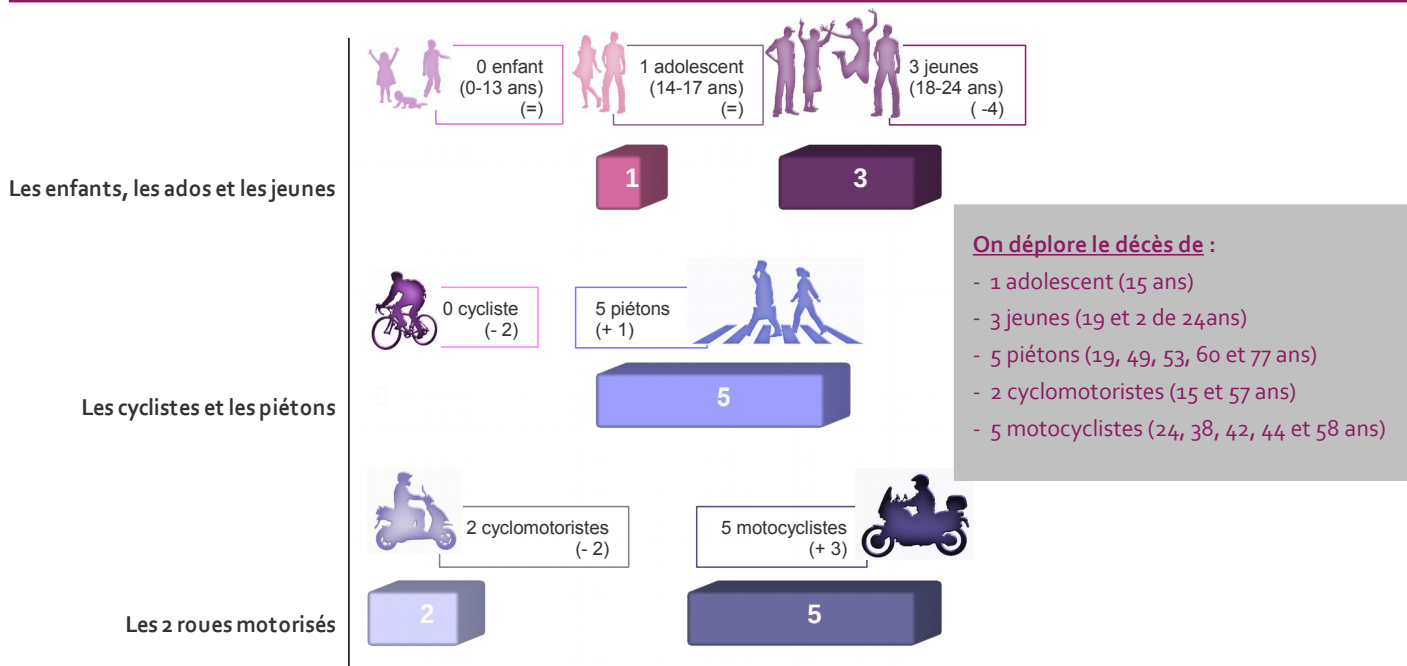 0 enfant
(0-13 ans)
(=)
1 adolescent
(14-17 ans)
(=)
3 jeunes
(18-24 ans)
( -4)
Les enfants, les ados et les jeunes
1
3
0 cycliste
(- 2)
5 piétons
(+ 1)
Les cyclistes et les piétons
0
5
2 cyclomotoristes
(- 2)
5 motocyclistes
(+ 3)
Les 2 roues motorisés
2
5
On déplore le décès de :
- 1 adolescent (15 ans)
- 3 jeunes (19 et 2 de 24ans)
- 5 piétons (19, 49, 53, 60 et 77 ans)
- 2 cyclomotoristes (15 et 57 ans)
- 5 motocyclistes (24, 38, 42, 44 et 58 ans)